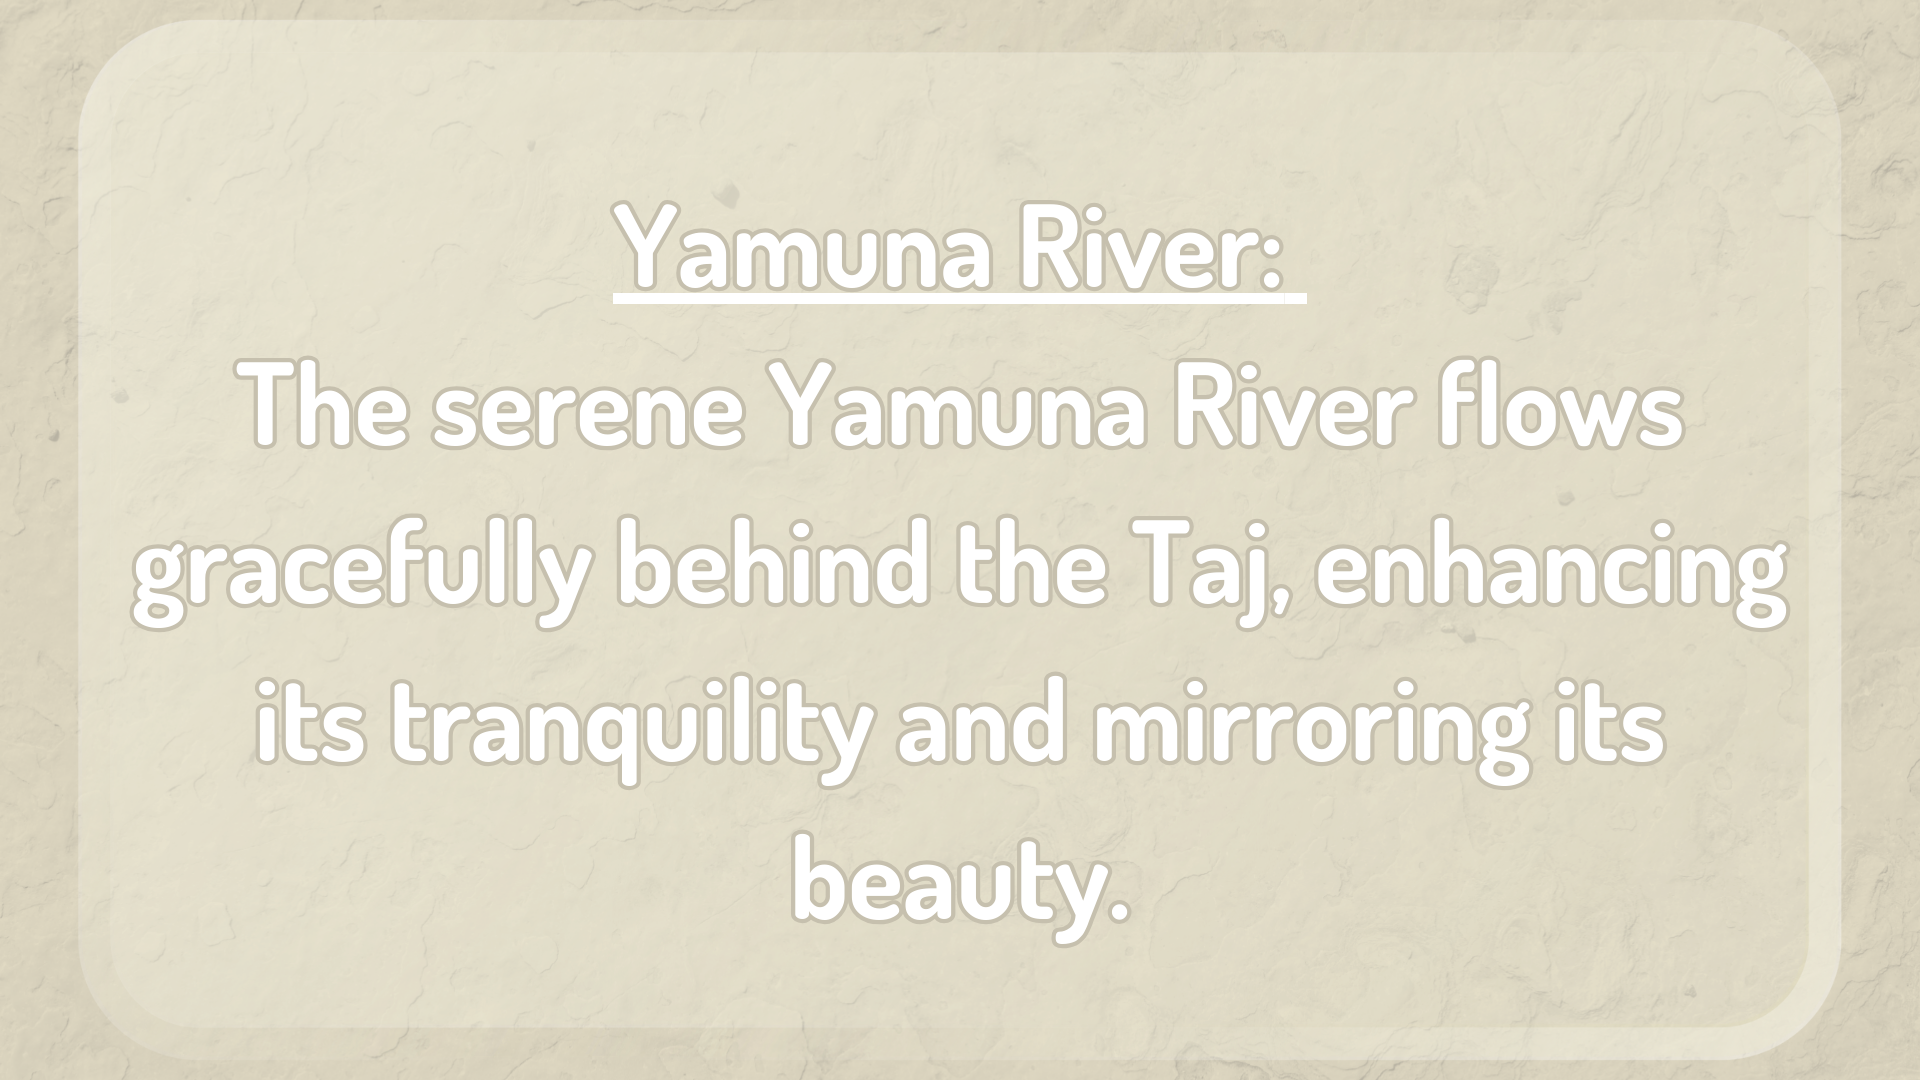 Yamuna River:
The serene Yamuna River flows
gracefully behind the Taj, enhancing
its tranquility and mirroring its
beauty.